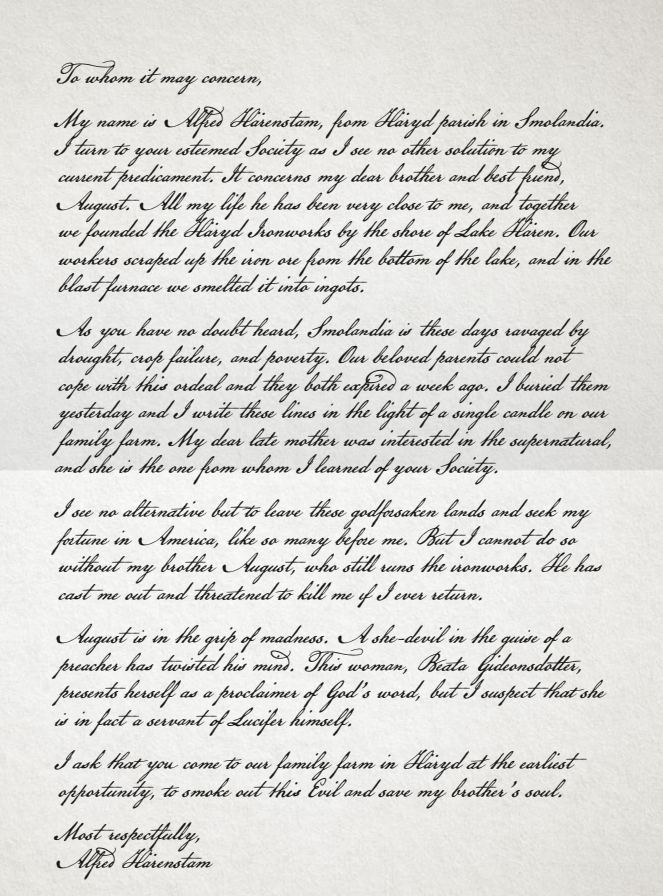 To whom it may concern,
My name is Alfred Härenstam, from Häryd parish in Smolandia.
I turn to your esteemed Society as I see no other solution to my
current predicament. It concerns my dear brother and best friend,
August. All my life he has been very close to me, and together
we founded the Häryd Ironworks by the shore of Lake Hären. Our
workers scraped up the iron ore from the bottom of the lake, and in the
blast furnace we smelted it into ingots.
As you have no doubt heard, Smolandia is these days ravaged by
drought, crop failure, and poverty. Our beloved parents could not
cope with this ordeal and they both expired a week ago. I buried them
yesterday and I write these lines in the light of a single candle on our
family farm. My dear late mother was interested in the supernatural,
and she is the one from whom I learned of your Society.
I see no alternative but to leave these godforsaken lands and seek my
fortune in America, like so many before me. But I cannot do so
without my brother August, who still runs the ironworks. He has
cast me out and threatened to kill me if I ever return.
August is in the grip of madness. A she-devil in the guise of a
preacher has twisted his mind. This woman, Beata Gideonsdotter,
presents herself as a proclaimer of God's word, but I suspect that she
is in fact a servant of Lucifer himself.
I ask that you come to our family farm in Häryd at the earliest
opportunity, to smoke out this Evil and save my brother's soul.
Most respectfully,
Alfred Härenstam